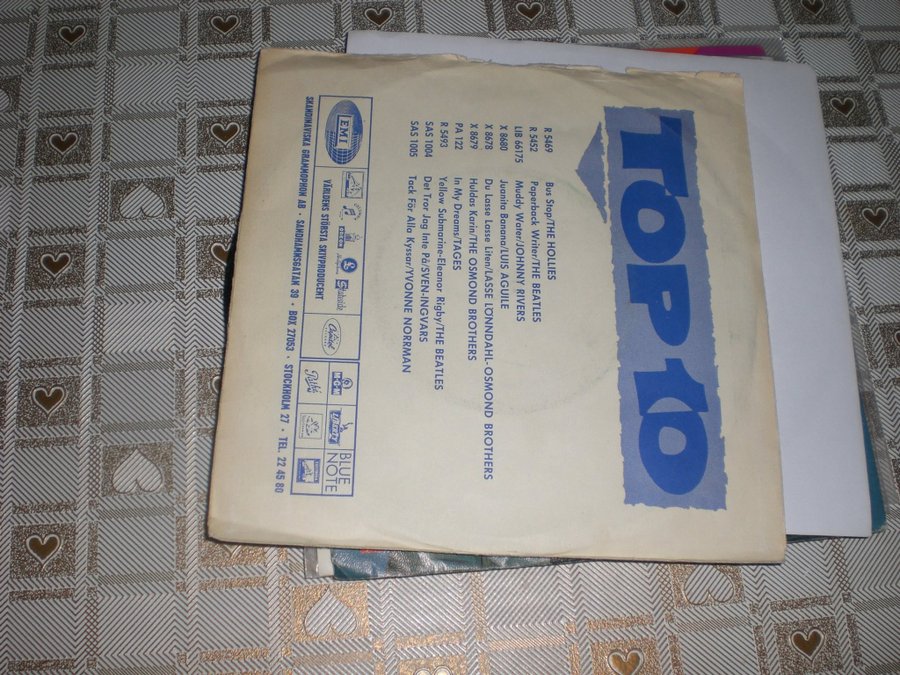 TOP 10
R 5469 Bus Stop/THE HOLLIES
R 5452 Paperback Writer/THE BEATLES
LIB 66175 Muddy Water/JOHNNY RIVERS
X 8680 Juanita Banana/LUIS AGUILE
X 8678 Du Lasse Lasse Liten/LASSE LÖNNDAHL - OSMOND BROTHERS
X 8679 Huldas Karin/THE OSMOND BROTHERS
PA 122 In My Dreams/TAGES
R 5493 Yellow Submarine-Eleanor Rigby/THE BEATLES
SAS 1004 Det Tror Jag Inte På/SVEN-INGVARS
SAS 1005 Tack För Alla Kyssar/YVONNE NORRMAN
EMI
ODEON
Capitol
MGM
BLUE NOTE
VÄRLDENS STÖRSTA SKIVPRODUCENT
SKANDINAVISKA GRAMMOPHON AB · SANDHAMNSGATAN 39 · BOX 27053 · STOCKHOLM 27 · TEL. 22 45 80